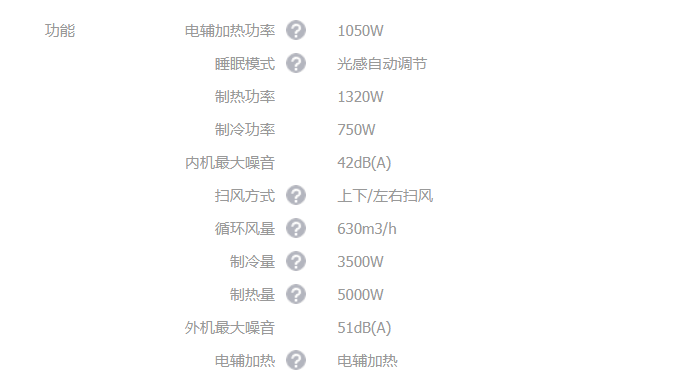 功能 电辅加热功率 ? 1050W
睡眠模式 ? 光感自动调节
制热功率 1320W
制冷功率 750W
内机最大噪音 42dB(A)
扫风方式 ? 上下/左右扫风
循环风量 ? 630m3/h
制冷量 ? 3500W
制热量 ? 5000W
外机最大噪音 51dB(A)
电辅加热 ? 电辅加热